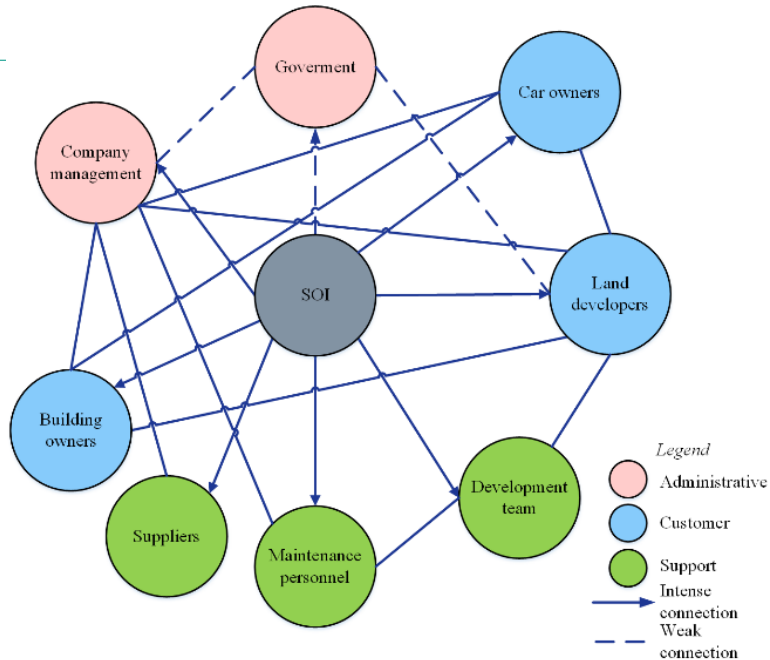 Goverment
Car owners
Company
management
SOI
Land
developers
Building
owners
Suppliers
Maintenance
personnel
Development
team
Legend
Administrative
Customer
Support
Intense
connection
Weak
connection